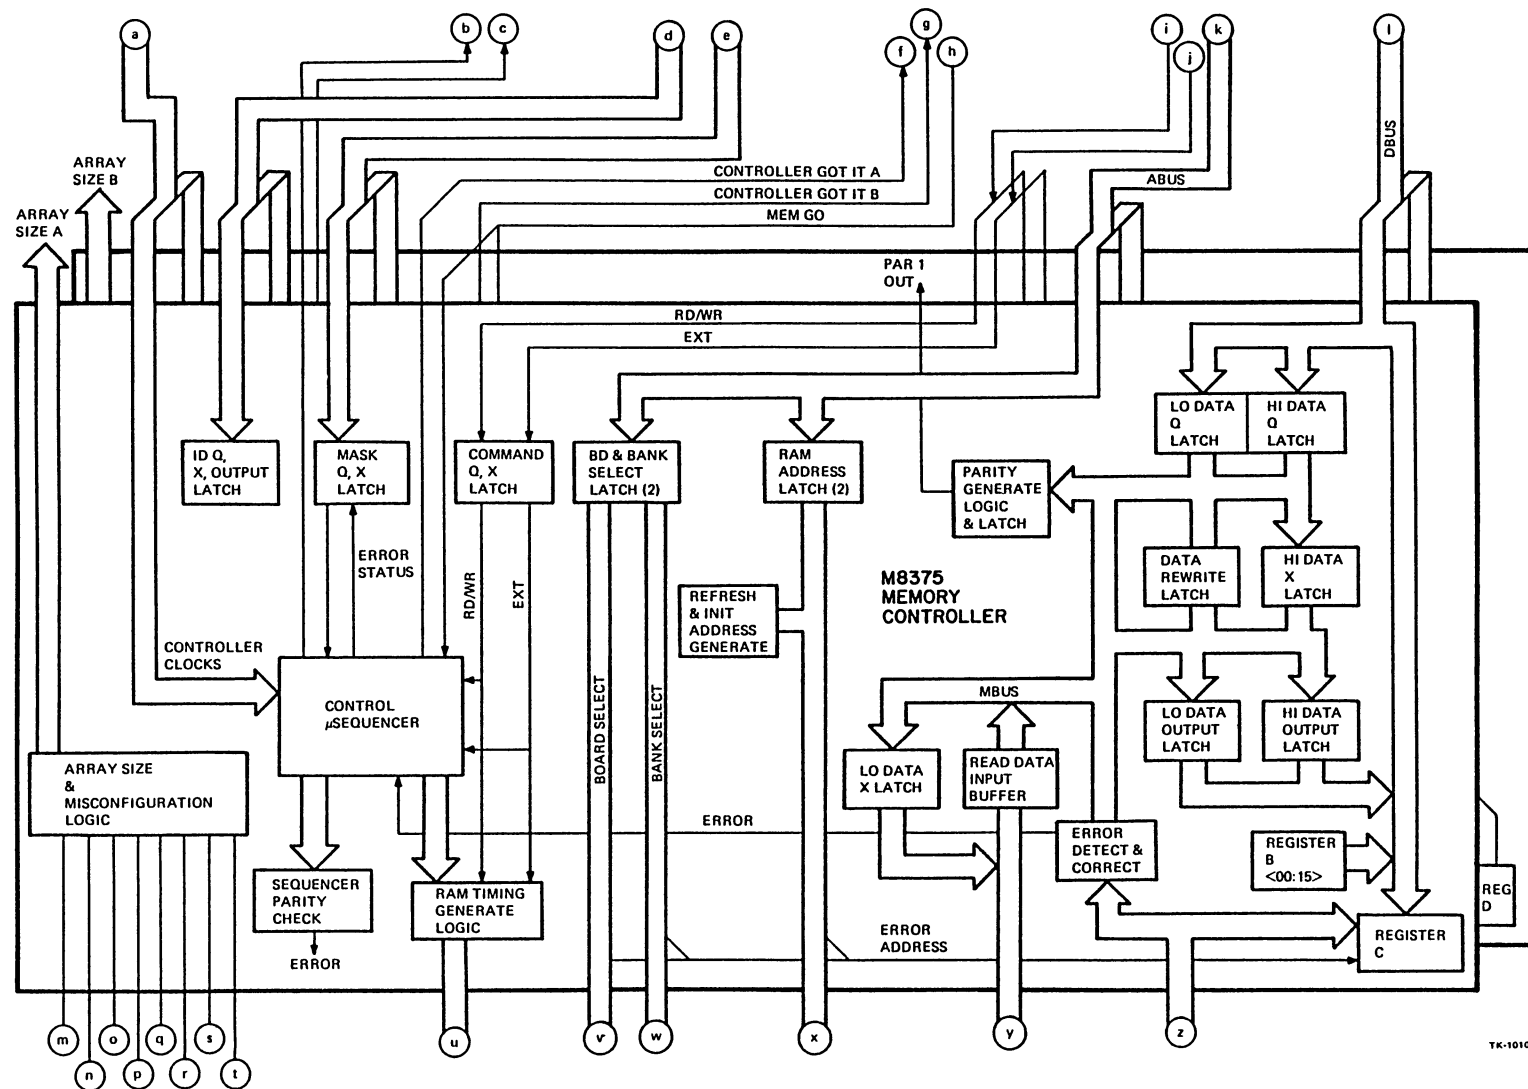 a
b
c
d
e
f
g
h
i
j
k
l
DBUS
ARRAY
SIZE B
ARRAY
SIZE A
CONTROLLER GOT IT A
CONTROLLER GOT IT B
MEM GO
ABUS
PAR 1
OUT
RD/WR
EXT
ID Q,
X, OUTPUT
LATCH
MASK
Q, X
LATCH
COMMAND
Q, X
LATCH
BD & BANK
SELECT
LATCH (2)
RAM
ADDRESS
LATCH (2)
PARITY
GENERATE
LOGIC
& LATCH
LO DATA
Q
LATCH
HI DATA
Q
LATCH
ERROR
STATUS
RD/WR
EXT
REFRESH
& INIT
ADDRESS
GENERATE
M8375
MEMORY
CONTROLLER
DATA
REWRITE
LATCH
HI DATA
X
LATCH
CONTROLLER
CLOCKS
CONTROL
µSEQUENCER
BOARD SELECT
BANK SELECT
MBUS
LO DATA
OUTPUT
LATCH
HI DATA
OUTPUT
LATCH
ARRAY SIZE
&
MISCONFIGURATION
LOGIC
LO DATA
X LATCH
READ DATA
INPUT
BUFFER
ERROR
ERROR
DETECT &
CORRECT
REGISTER
B
<00:15>
REG
D
SEQUENCER
PARITY
CHECK
RAM TIMING
GENERATE
LOGIC
ERROR
ERROR
ADDRESS
REGISTER
C
m
n
o
p
q
r
s
t
u
v
w
x
y
z
TK-1010